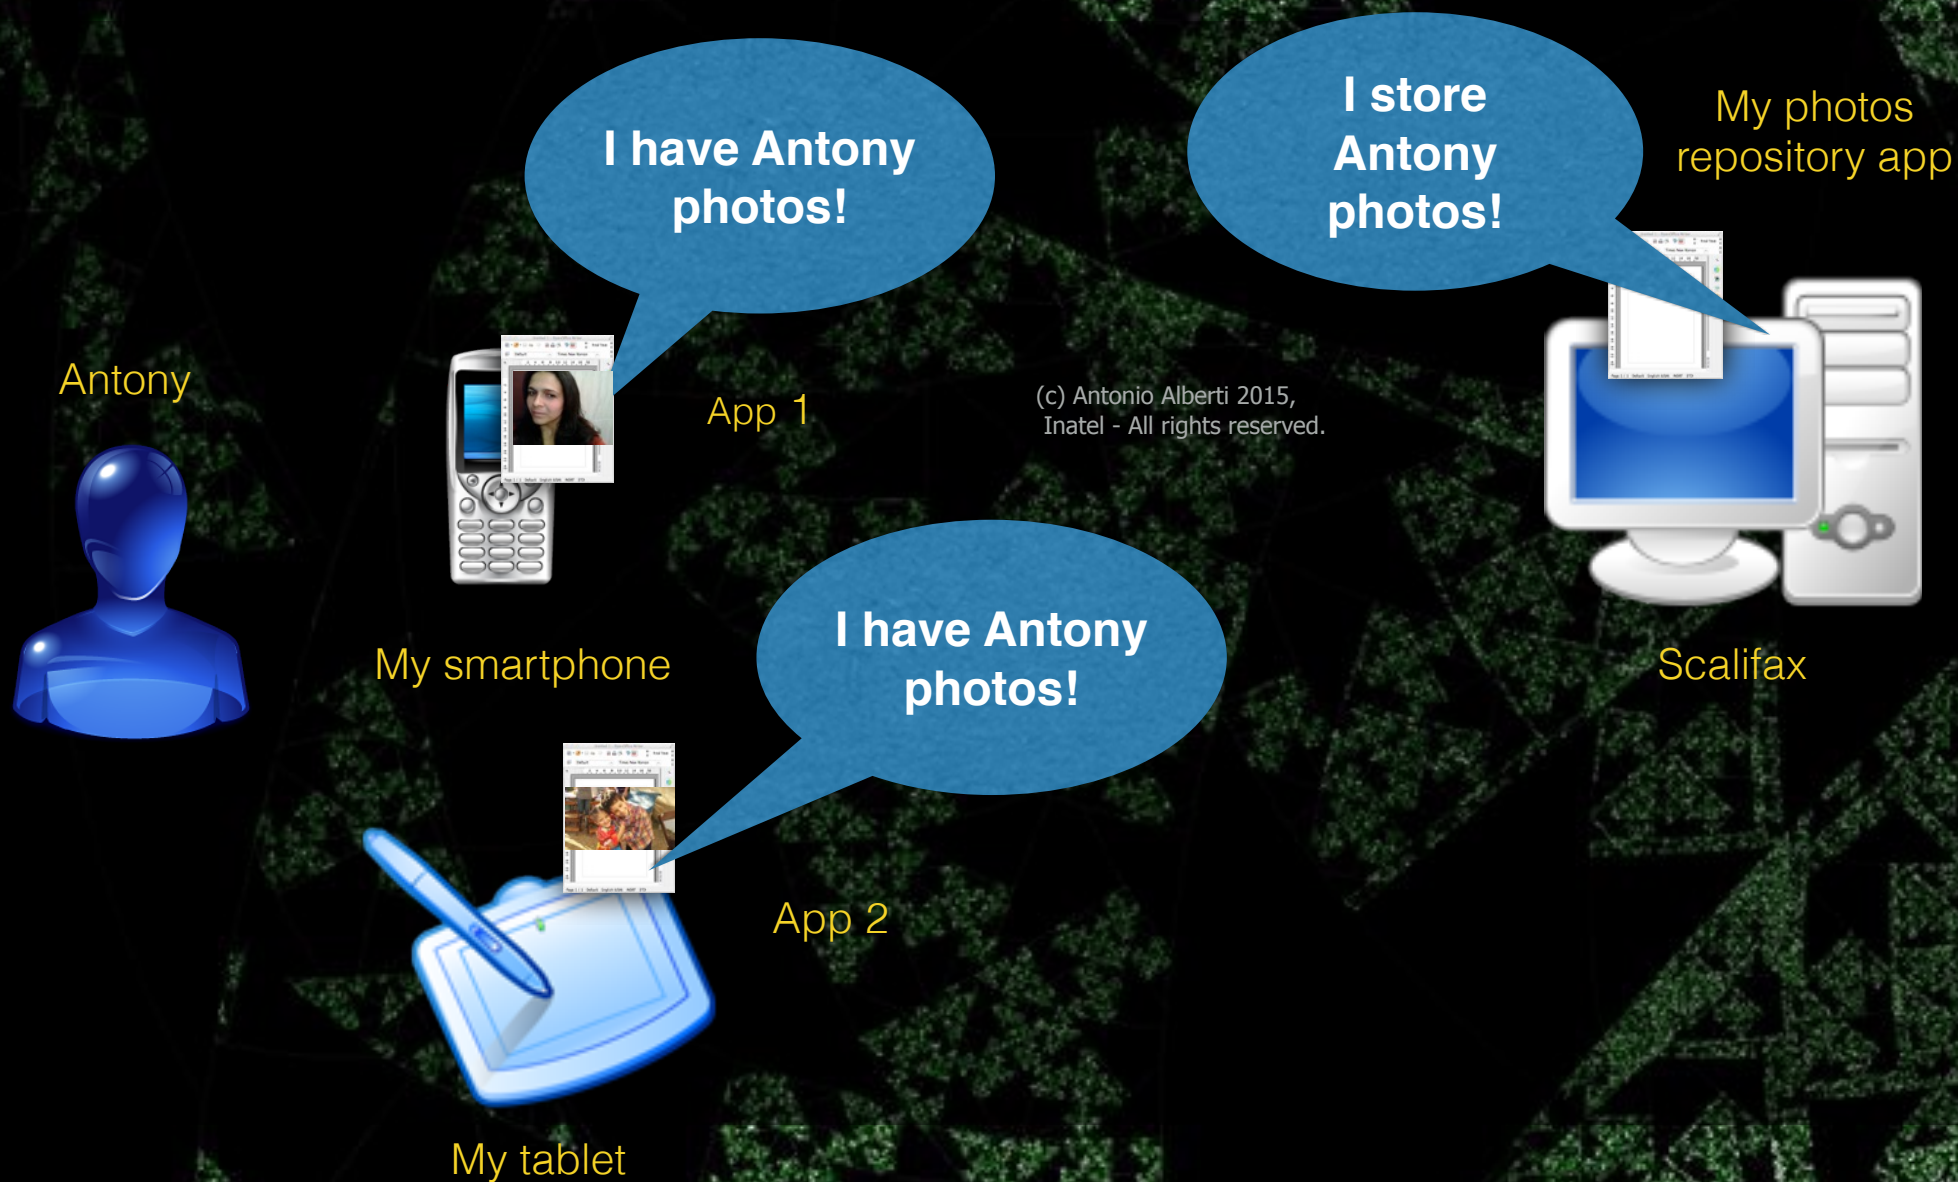 I have Antony
photos!
I store
Antony
photos!
My photos
repository app
Antony
App 1
(c) Antonio Alberti 2015,
Inatel - All rights reserved.
My smartphone
I have Antony
photos!
Scalifax
App 2
My tablet